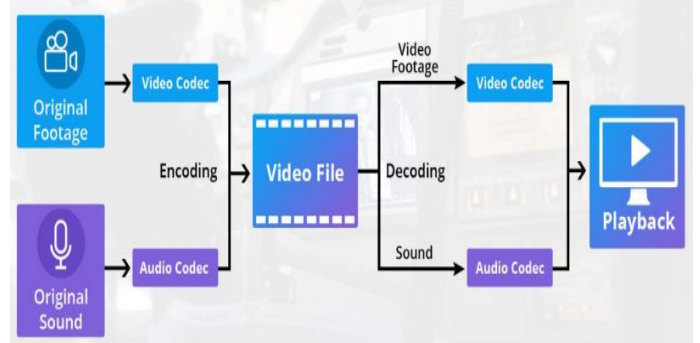 Original
Footage
Video Codec
Original
Sound
Audio Codec
Encoding
Video File
Decoding
Video
Footage
Video Codec
Sound
Audio Codec
Playback